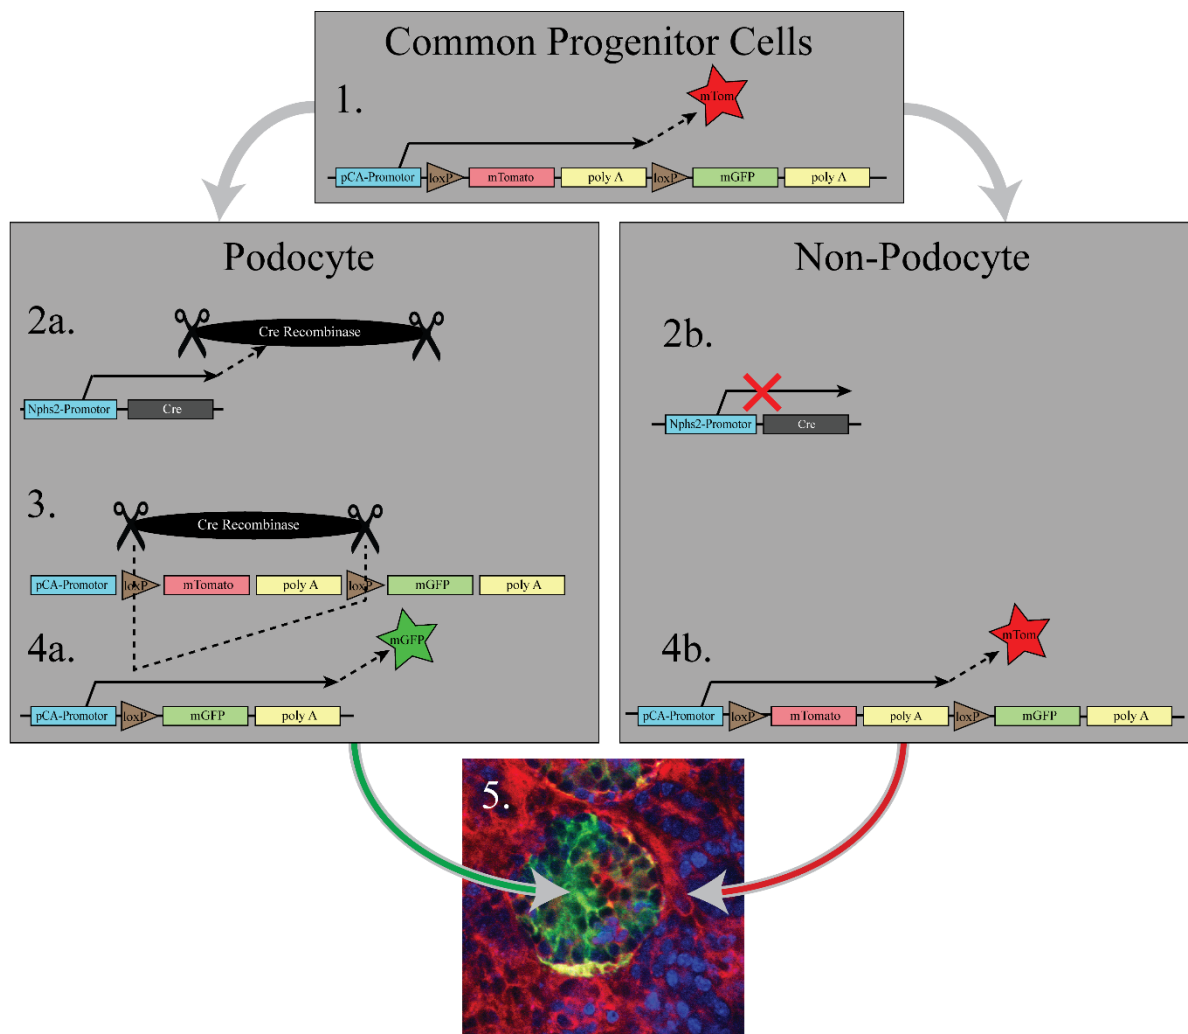 Common Progenitor Cells
1.
mTom
pCA-Promotor loxP mTomato poly A loxP mGFP poly A
Podocyte
2a.
Cre Recombinase
Nphs2-Promotor Cre
3.
Cre Recombinase
pCA-Promotor loxP mTomato poly A loxP mGFP poly A
4a.
mGFP
pCA-Promotor loxP mGFP poly A
Non-Podocyte
2b.
Nphs2-Promotor Cre
4b.
mTom
pCA-Promotor loxP mTomato poly A loxP mGFP poly A
5.